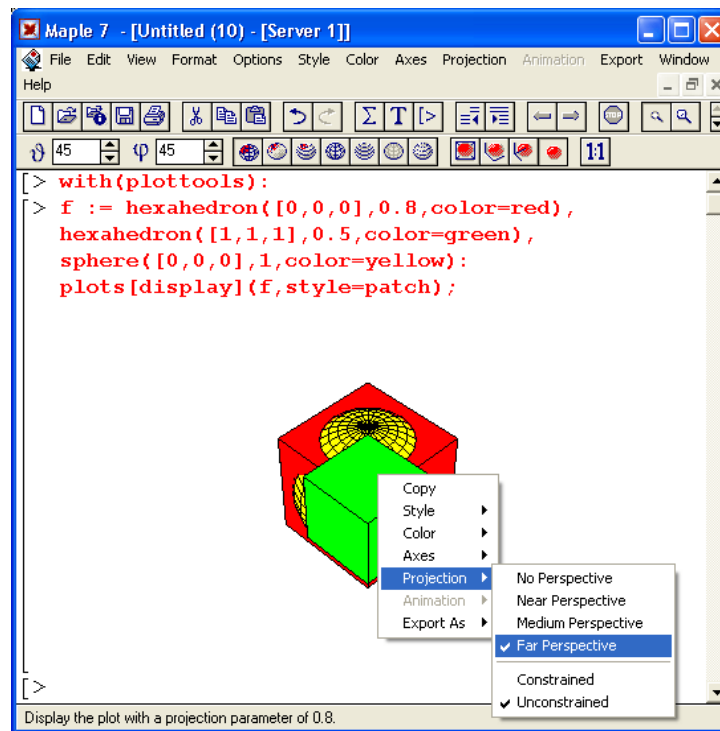 Maple 7 - [Untitled (10) - [Server 1]]
File Edit View Format Options Style Color Axes Projection Animation Export Window
Help
Σ T [>
ϑ 45 φ 45 1:1
[> with(plottools):
[> f := hexahedron([0,0,0],0.8,color=red),
hexahedron([1,1,1],0.5,color=green),
sphere([0,0,0],1,color=yellow):
plots[display](f,style=patch);
Copy
Style
Color
Axes
Projection
Animation
Export As
No Perspective
Near Perspective
Medium Perspective
Far Perspective
Constrained
Unconstrained
[>
Display the plot with a projection parameter of 0.8.